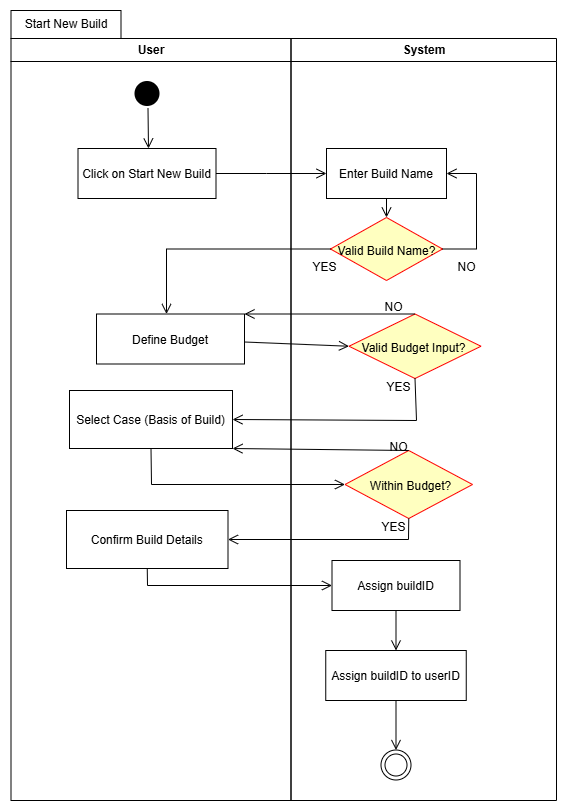 Start New Build
User
System
Click on Start New Build
Enter Build Name
Valid Build Name?
YES
NO
NO
Define Budget
Valid Budget Input?
YES
Select Case (Basis of Build)
NO
Within Budget?
YES
Confirm Build Details
Assign buildID
Assign buildID to userID